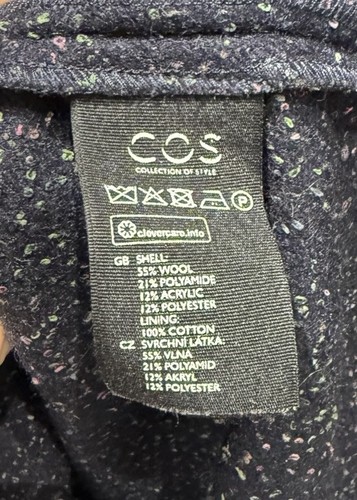 COS
COLLECTION OF STYLE
P
clevercare.info
GB SHELL:
55% WOOL
21% POLYAMIDE
12% ACRYLIC
12% POLYESTER
LINING:
100% COTTON
CZ SVRCHNÍ LÁTKA:
55% VLNA
21% POLYAMID
12% AKRYL
12% POLYESTER